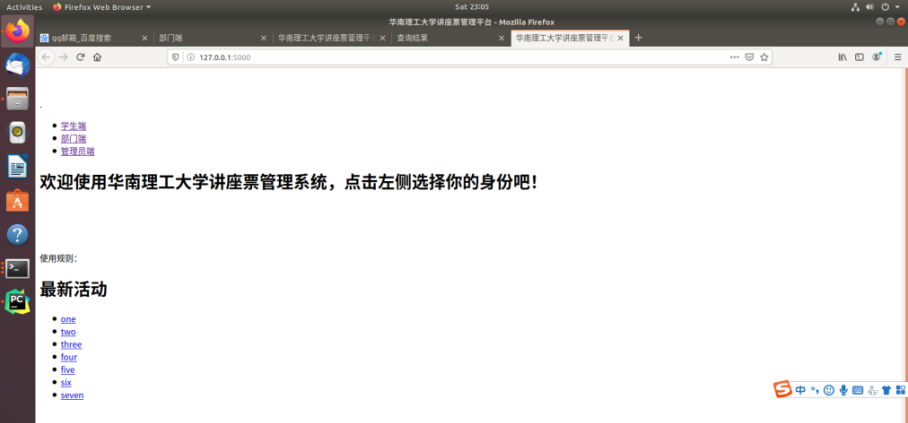 Activities
Firefox Web Browser
Sat 23:05
华南理工大学讲座票管理平台 - Mozilla Firefox
qq邮箱_百度搜索
部门端
华南理工大学讲座票管理平台
查询结果
华南理工大学讲座票管理平台
127.0.0.1:5000
.
学生端
部门端
管理员端
欢迎使用华南理工大学讲座票管理系统，点击左侧选择你的身份吧！
使用规则：
最新活动
one
two
three
four
five
six
seven
中